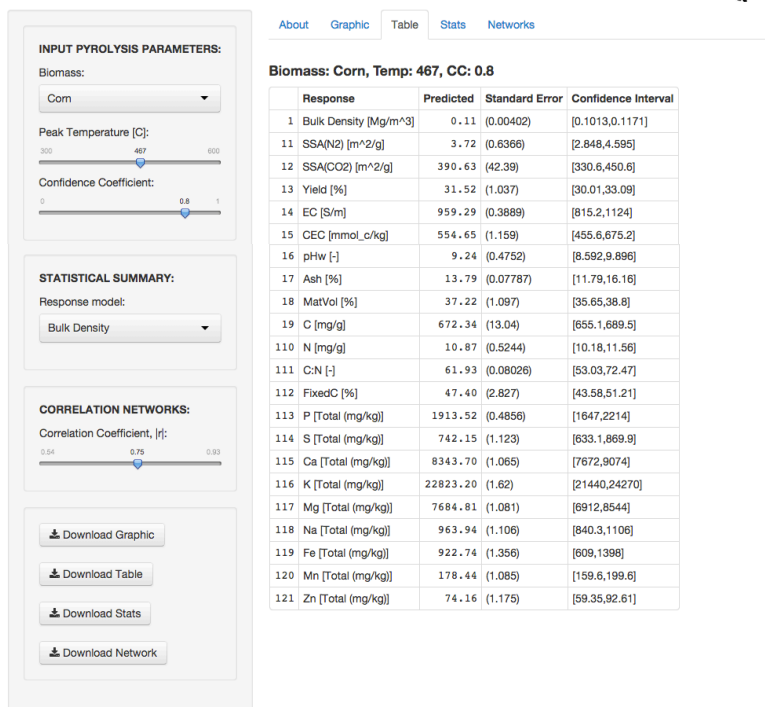 About Graphic Table Stats Networks
INPUT PYROLYSIS PARAMETERS:
Biomass:
Corn
Peak Temperature [C]:
300 467 600
Confidence Coefficient:
0 0.8 1
STATISTICAL SUMMARY:
Response model:
Bulk Density
CORRELATION NETWORKS:
Correlation Coefficient, |r|:
0.54 0.75 0.93
Download Graphic
Download Table
Download Stats
Download Network
Biomass: Corn, Temp: 467, CC: 0.8
Response Predicted Standard Error Confidence Interval
1 Bulk Density [Mg/m^3] 0.11 (0.00402) [0.1013,0.1171]
11 SSA(N2) [m^2/g] 3.72 (0.6366) [2.848,4.595]
12 SSA(CO2) [m^2/g] 390.63 (42.39) [330.6,450.6]
13 Yield [%] 31.52 (1.037) [30.01,33.09]
14 EC [S/m] 959.29 (0.3889) [815.2,1124]
15 CEC [mmol_c/kg] 554.65 (1.159) [455.6,675.2]
16 pHw [-] 9.24 (0.4752) [8.592,9.896]
17 Ash [%] 13.79 (0.07787) [11.79,16.16]
18 MatVol [%] 37.22 (1.097) [35.65,38.8]
19 C [mg/g] 672.34 (13.04) [655.1,689.5]
110 N [mg/g] 10.87 (0.5244) [10.18,11.56]
111 C:N [-] 61.93 (0.08026) [53.03,72.47]
112 FixedC [%] 47.40 (2.827) [43.58,51.21]
113 P [Total (mg/kg)] 1913.52 (0.4856) [1647,2214]
114 S [Total (mg/kg)] 742.15 (1.123) [633.1,869.9]
115 Ca [Total (mg/kg)] 8343.70 (1.065) [7672,9074]
116 K [Total (mg/kg)] 22823.20 (1.62) [21440,24270]
117 Mg [Total (mg/kg)] 7684.81 (1.081) [6912,8544]
118 Na [Total (mg/kg)] 963.94 (1.106) [840.3,1106]
119 Fe [Total (mg/kg)] 922.74 (1.356) [609,1398]
120 Mn [Total (mg/kg)] 178.44 (1.085) [159.6,199.6]
121 Zn [Total (mg/kg)] 74.16 (1.175) [59.35,92.61]